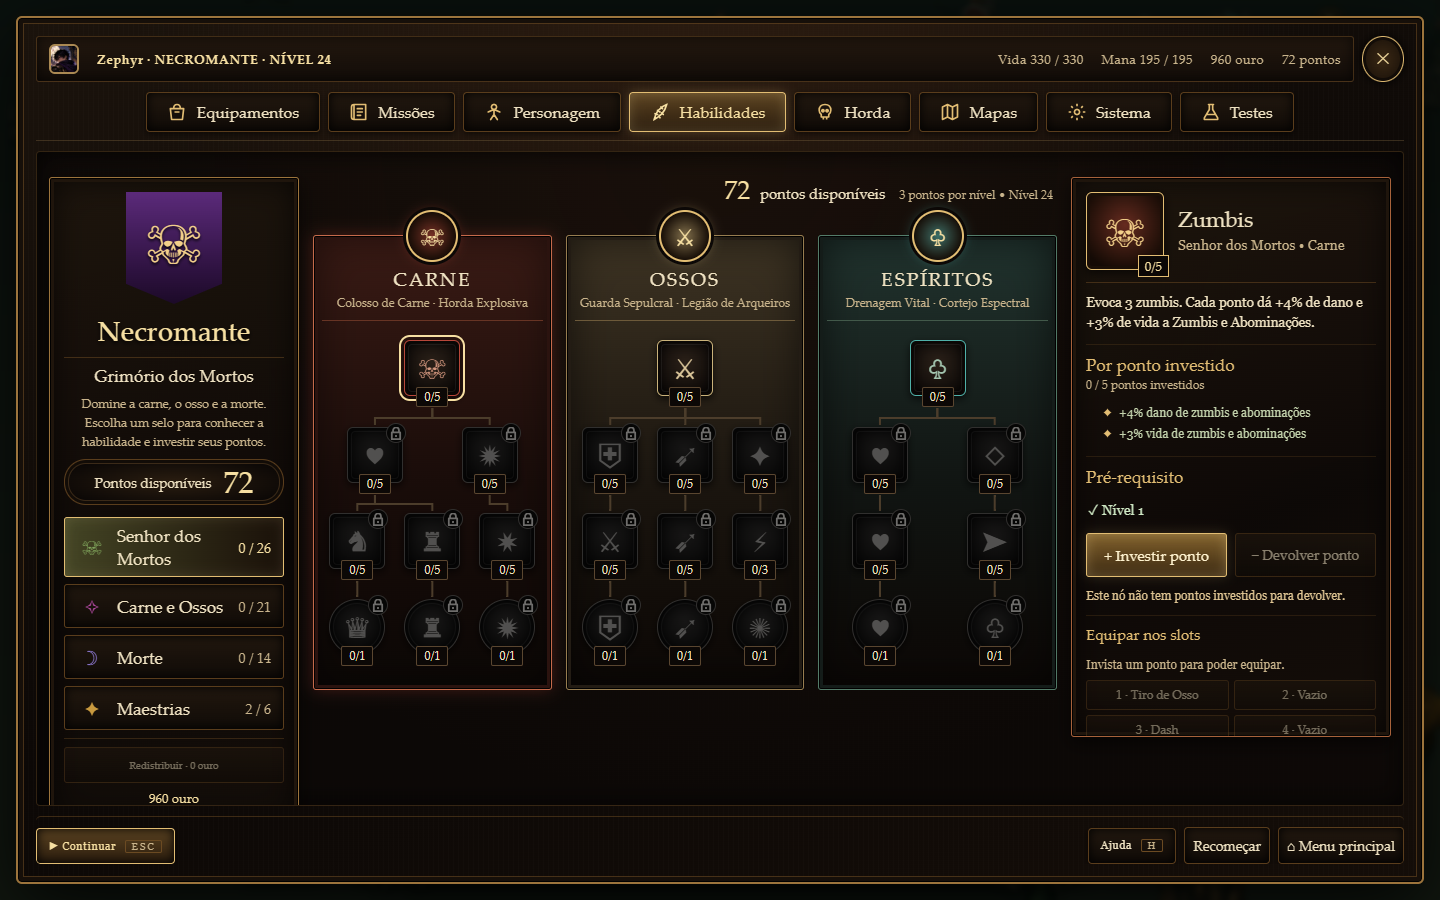 Zephyr · NECROMANTE · NÍVEL 24
Vida 330 / 330 Mana 195 / 195 960 ouro 72 pontos
Equipamentos
Missões
Personagem
Habilidades
Horda
Mapas
Sistema
Testes
Necromante
Grimório dos Mortos
Domine a carne, o osso e a morte.
Escolha um selo para conhecer a
habilidade e investir seus pontos.
Pontos disponíveis 72
Senhor dos
Mortos
0 / 26
Carne e Ossos 0 / 21
Morte 0 / 14
Maestrias 2 / 6
Redistribuir · 0 ouro
960 ouro
72 pontos disponíveis 3 pontos por nível • Nível 24
CARNE
Colosso de Carne · Horda Explosiva
0/5
0/5 0/5
0/5 0/5 0/5
0/1 0/1 0/1
OSSOS
Guarda Sepulcral · Legião de Arqueiros
0/5
0/5 0/5 0/5
0/5 0/5 0/3
0/1 0/1 0/1
ESPÍRITOS
Drenagem Vital · Cortejo Espectral
0/5
0/5 0/5
0/5 0/5
0/1 0/1
Zumbis
Senhor dos Mortos • Carne
0/5
Evoca 3 zumbis. Cada ponto dá +4% de dano e
+3% de vida a Zumbis e Abominações.
Por ponto investido
0 / 5 pontos investidos
+4% dano de zumbis e abominações
+3% vida de zumbis e abominações
Pré-requisito
✓ Nível 1
+ Investir ponto
− Devolver ponto
Este nó não tem pontos investidos para devolver.
Equipar nos slots
Invista um ponto para poder equipar.
1 · Tiro de Osso 2 · Vazio
3 · Dash 4 · Vazio
Continuar ESC
Ajuda H
Recomeçar
Menu principal